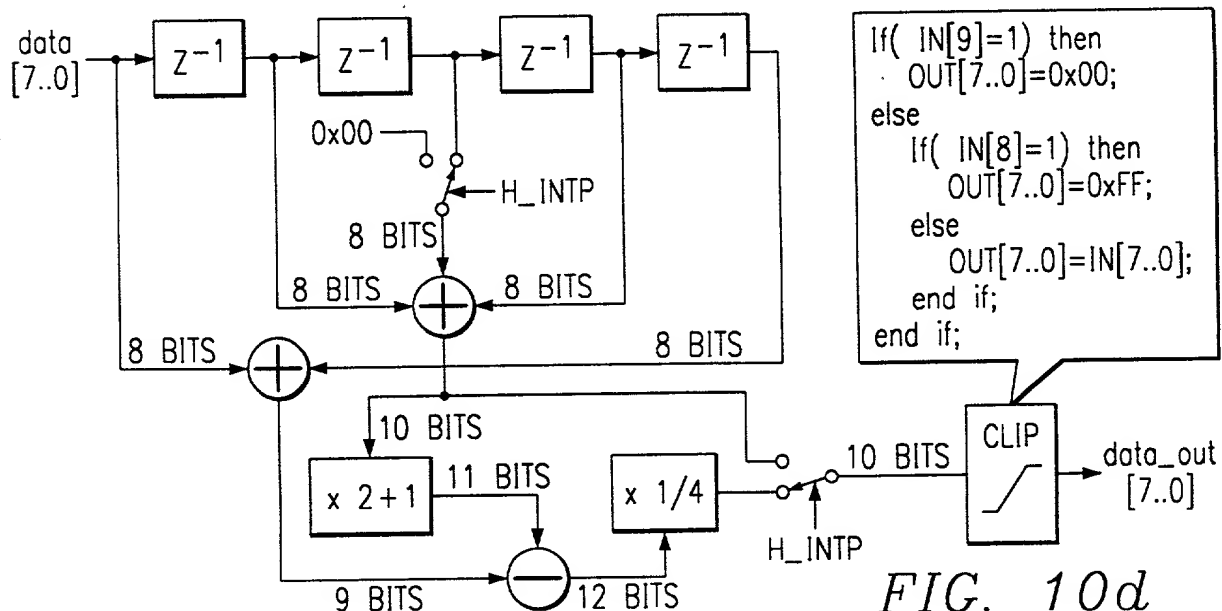 data
[7..0]
Z⁻¹
Z⁻¹
Z⁻¹
Z⁻¹
0x00
H_INTP
8 BITS
8 BITS
8 BITS
8 BITS
8 BITS
10 BITS
x 2+1
11 BITS
9 BITS
12 BITS
x 1/4
H_INTP
10 BITS
CLIP
data_out
[7..0]
If( IN[9]=1) then
OUT[7..0]=0x00;
else
If( IN[8]=1) then
OUT[7..0]=0xFF;
else
OUT[7..0]=IN[7..0];
end if;
end if;
FIG. 10d